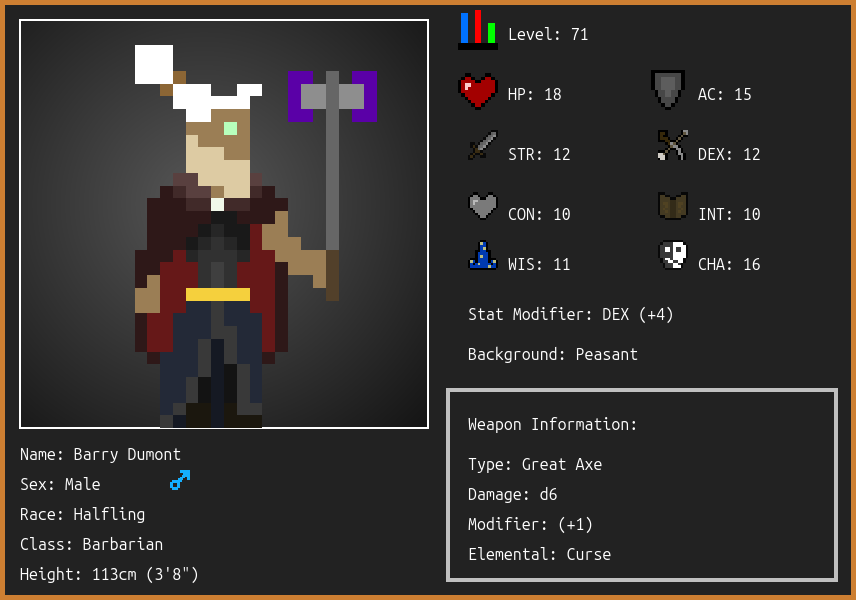 Level: 71
HP: 18
AC: 15
STR: 12
DEX: 12
CON: 10
INT: 10
WIS: 11
CHA: 16
Stat Modifier: DEX (+4)
Background: Peasant
Weapon Information:
Type: Great Axe
Damage: d6
Modifier: (+1)
Elemental: Curse
Name: Barry Dumont
Sex: Male
Race: Halfling
Class: Barbarian
Height: 113cm (3'8")